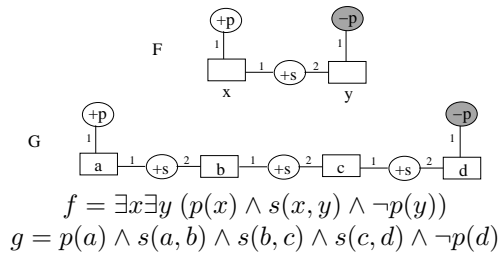 +p −p
F 1 1
1 +s 2
x y
+p −p
G 1 1
a 1 +s 2 b 1 +s 2 c 1 +s 2 d
f = ∃x∃y (p(x) ∧ s(x, y) ∧ ¬p(y))
g = p(a) ∧ s(a, b) ∧ s(b, c) ∧ s(c, d) ∧ ¬p(d)